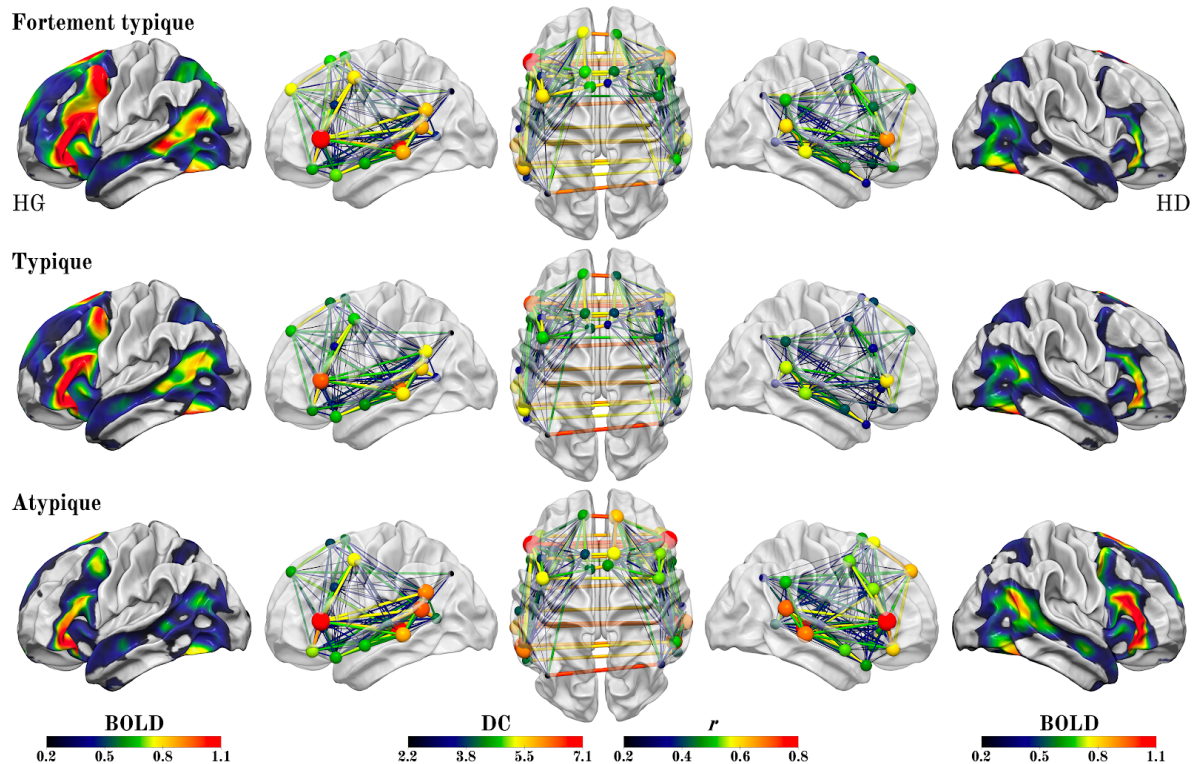 Fortement typique
HG
HD
Typique
Atypique
BOLD
DC
r
BOLD
0.2 0.5 0.8 1.1
2.2 3.8 5.5 7.1
0.2 0.4 0.6 0.8
0.2 0.5 0.8 1.1